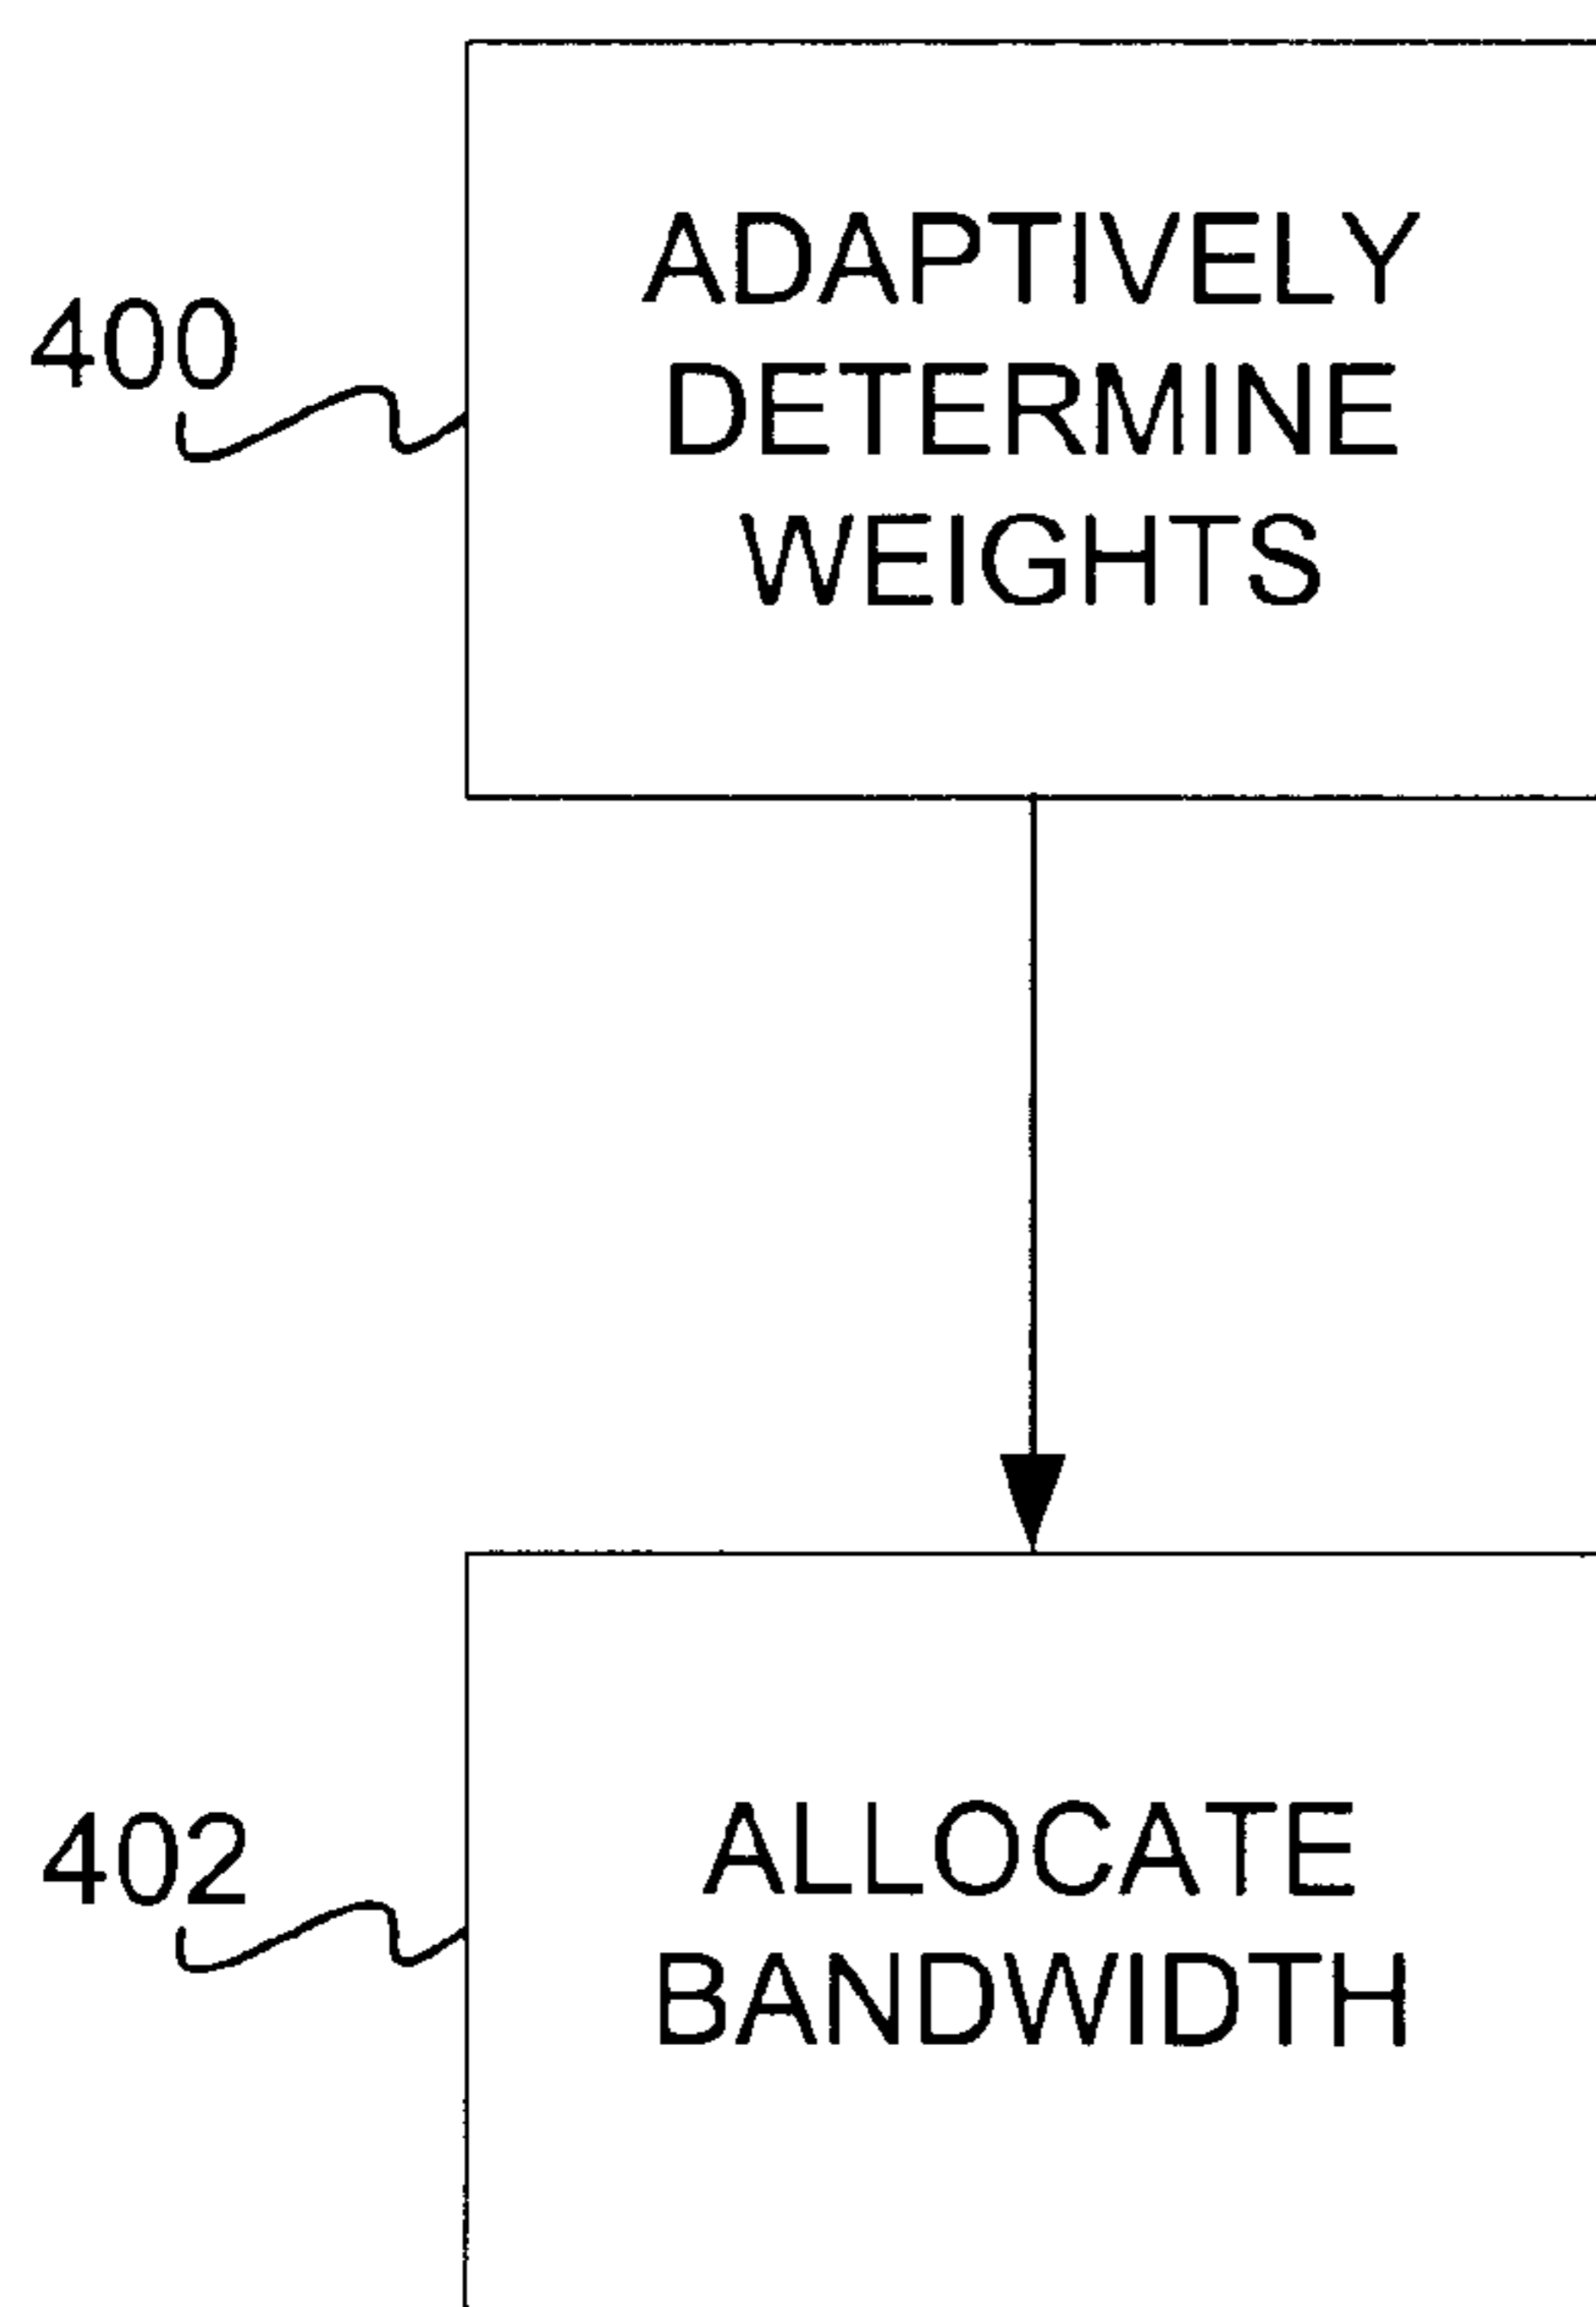 400
ADAPTIVELY
DETERMINE
WEIGHTS
402
ALLOCATE
BANDWIDTH